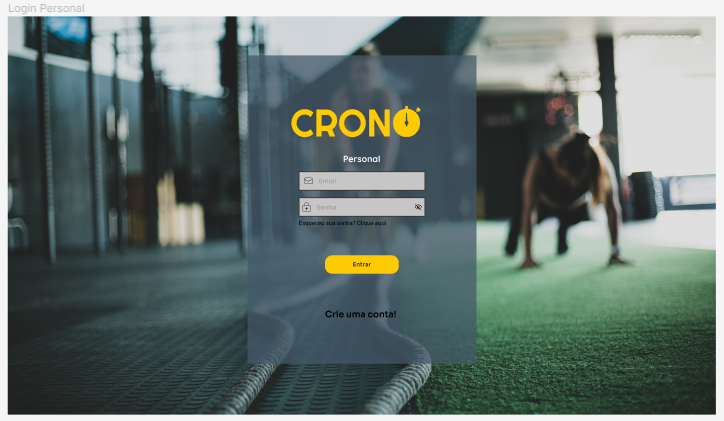 Login Personal
CRONO
Personal
Email
Senha
Esqueceu sua senha? Clique aqui
Entrar
Crie uma conta!